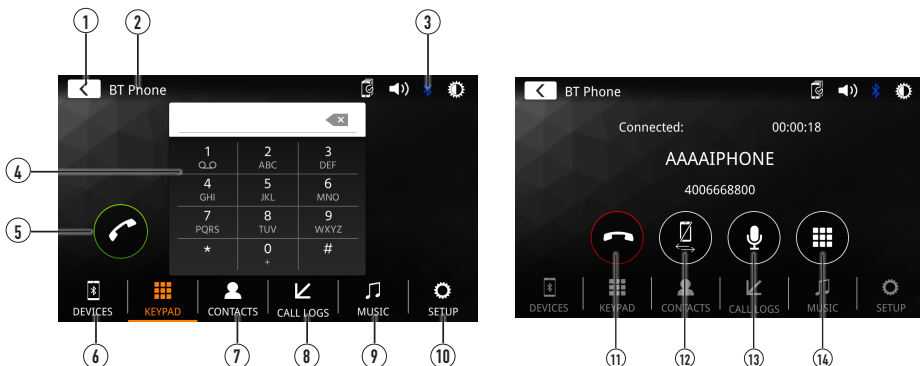 1 2 3
BT Phone
1 2 3
ABC DEF
4 5 6
GHI JKL MNO
7 8 9
PQRS TUV WXYZ
* 0 #
+
4
5
DEVICES KEYPAD CONTACTS CALL LOGS MUSIC SETUP
6 7 8 9 10
BT Phone
Connected: 00:00:18
AAAAIPHONE
4006668800
DEVICES KEYPAD CONTACTS CALL LOGS MUSIC SETUP
11 12 13 14